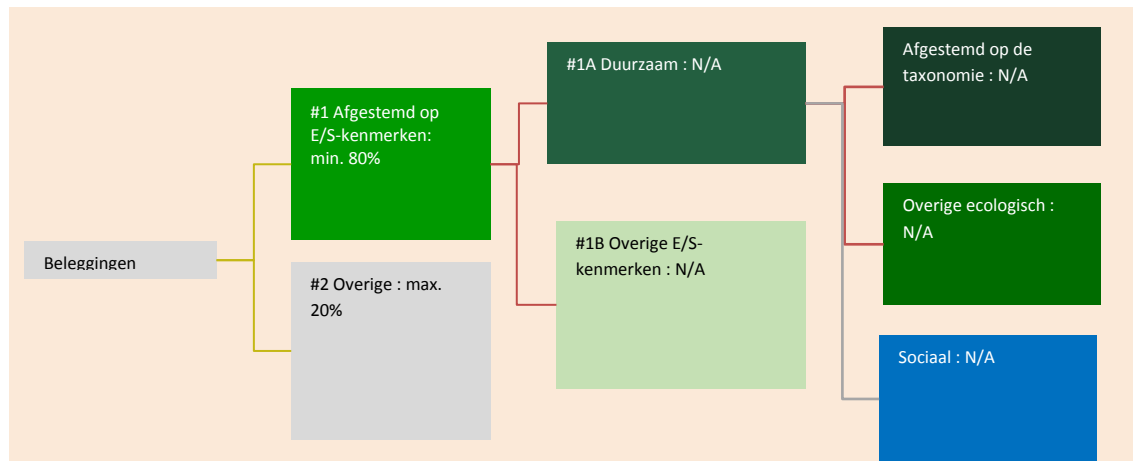 Beleggingen
#1 Afgestemd op
E/S-kenmerken:
min. 80%
#2 Overige : max.
20%
#1A Duurzaam : N/A
#1B Overige E/S-
kenmerken : N/A
Afgestemd op de
taxonomie : N/A
Overige ecologisch :
N/A
Sociaal : N/A